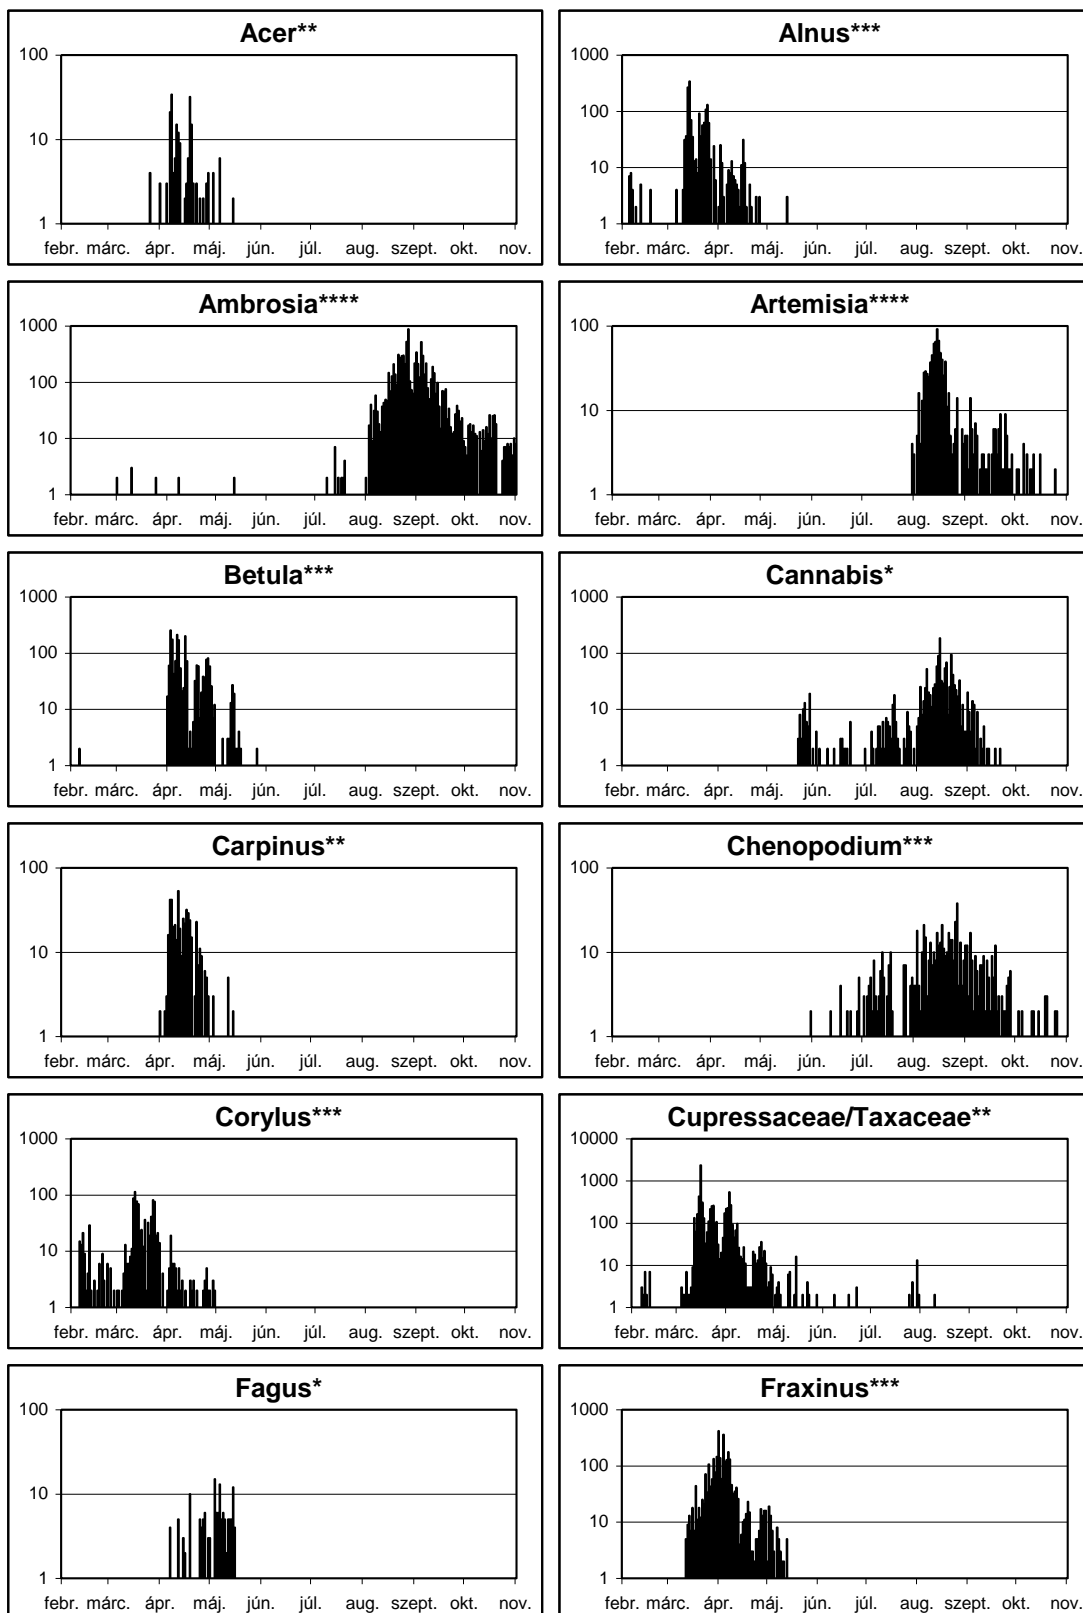 Acer**
100
10
1
febr. márc. ápr. máj. jún. júl. aug. szept. okt. nov.
Alnus***
1000
100
10
1
febr. márc. ápr. máj. jún. júl. aug. szept. okt. nov.
Ambrosia****
1000
100
10
1
febr. márc. ápr. máj. jún. júl. aug. szept. okt. nov.
Artemisia****
100
10
1
febr. márc. ápr. máj. jún. júl. aug. szept. okt. nov.
Betula***
1000
100
10
1
febr. márc. ápr. máj. jún. júl. aug. szept. okt. nov.
Cannabis*
1000
100
10
1
febr. márc. ápr. máj. jún. júl. aug. szept. okt. nov.
Carpinus**
100
10
1
febr. márc. ápr. máj. jún. júl. aug. szept. okt. nov.
Chenopodium***
100
10
1
febr. márc. ápr. máj. jún. júl. aug. szept. okt. nov.
Corylus***
1000
100
10
1
febr. márc. ápr. máj. jún. júl. aug. szept. okt. nov.
Cupressaceae/Taxaceae**
10000
1000
100
10
1
febr. márc. ápr. máj. jún. júl. aug. szept. okt. nov.
Fagus*
100
10
1
febr. márc. ápr. máj. jún. júl. aug. szept. okt. nov.
Fraxinus***
1000
100
10
1
febr. márc. ápr. máj. jún. júl. aug. szept. okt. nov.